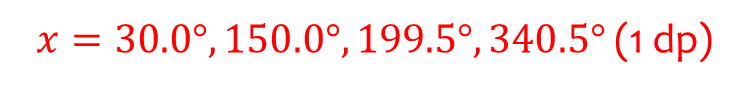 x = 30.0°, 150.0°, 199.5°, 340.5° (1 dp)